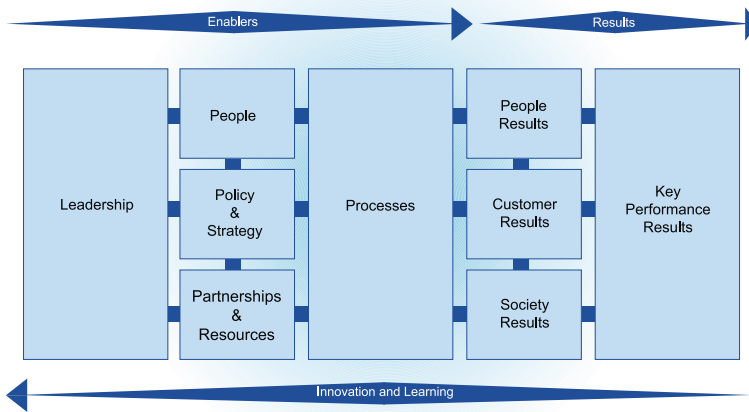 Enablers
Results
Leadership
People
Policy
&
Strategy
Partnerships
&
Resources
Processes
People
Results
Customer
Results
Society
Results
Key
Performance
Results
Innovation and Learning